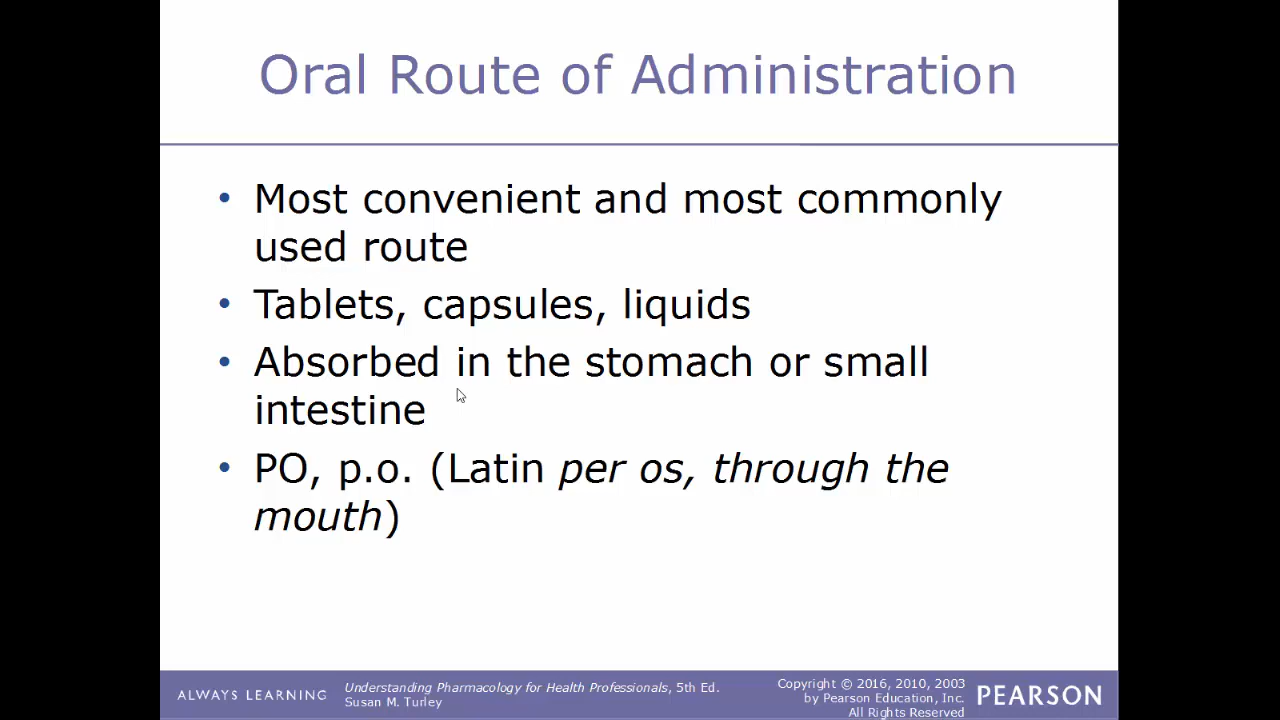 Oral Route of Administration
• Most convenient and most commonly
used route
• Tablets, capsules, liquids
• Absorbed in the stomach or small
intestine
• PO, p.o. (Latin per os, through the
mouth)
ALWAYS LEARNING
Understanding Pharmacology for Health Professionals, 5th Ed.
Susan M. Turley
Copyright © 2016, 2010, 2003
by Pearson Education, Inc.
All Rights Reserved
PEARSON